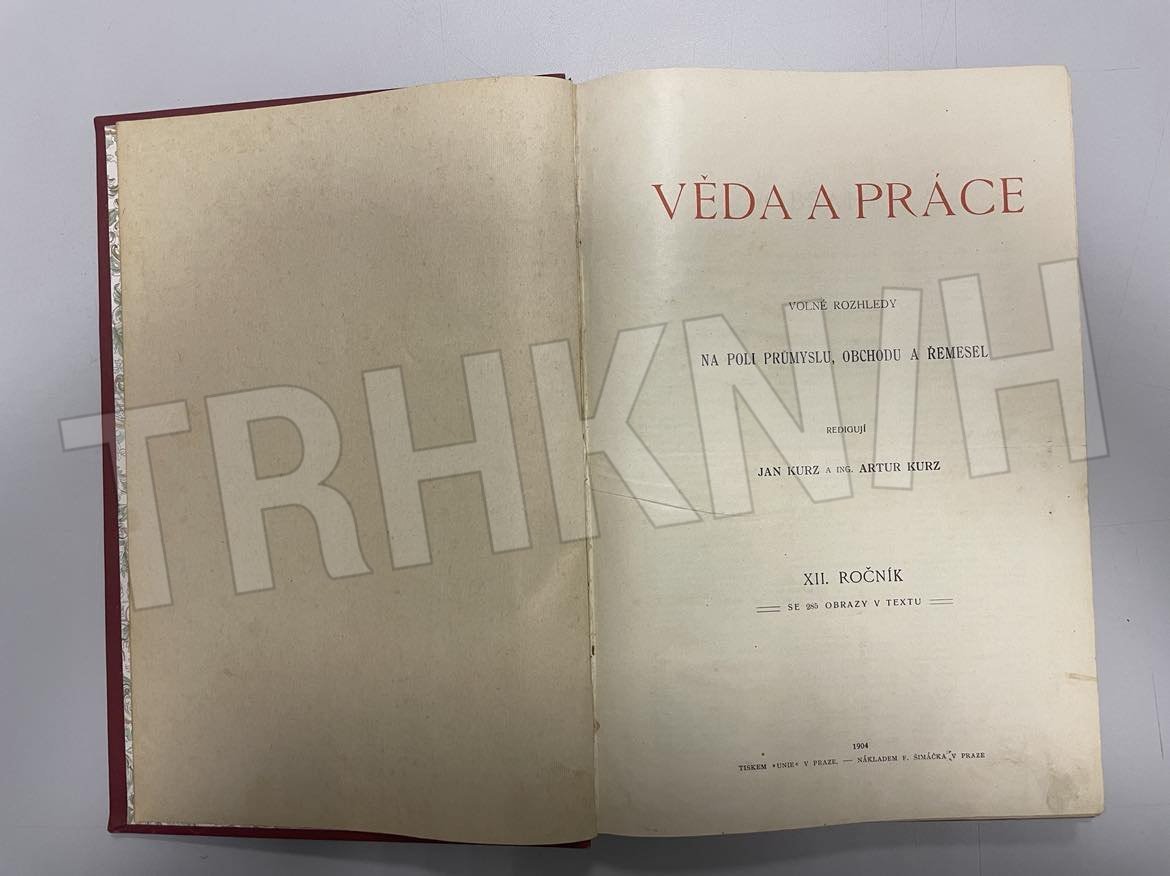 VĚDA A PRÁCE
VOLNÉ ROZHLEDY
NA POLI PRŮMYSLU, OBCHODU A ŘEMESEL
REDIGUJÍ
JAN KURZ A ING. ARTUR KURZ
XII. ROČNÍK
SE 285 OBRAZY V TEXTU
1904
TISKEM »UNIE« V PRAZE. — NÁKLADEM F. ŠIMÁČKA V PRAZE
TRHKNIH